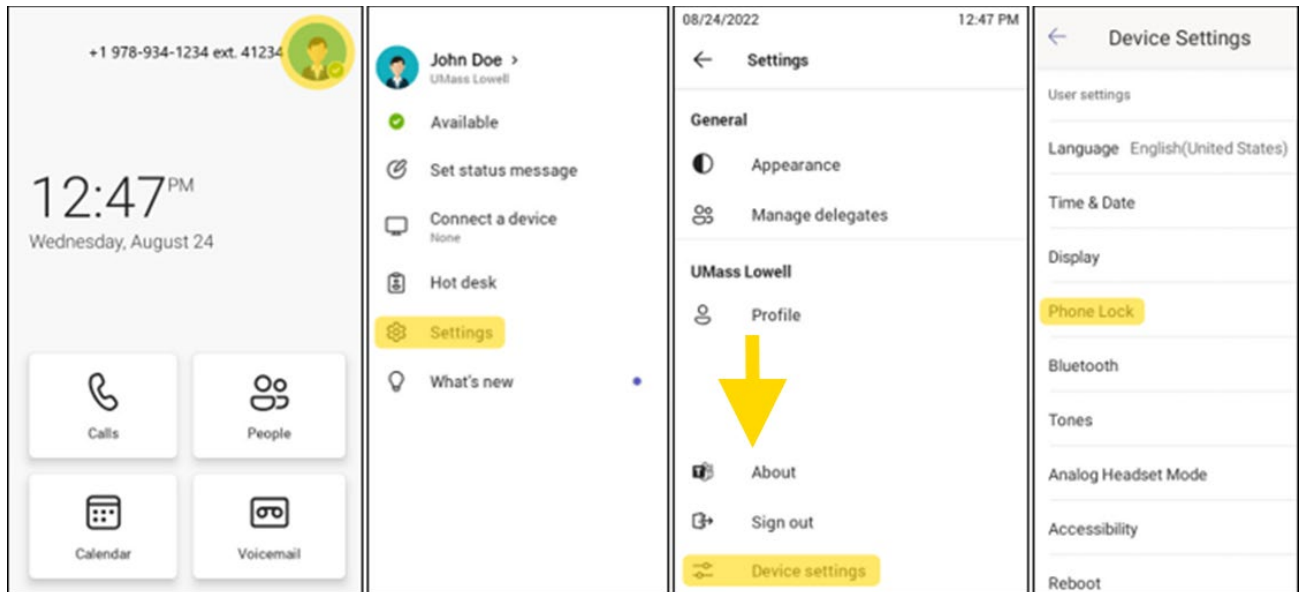 +1 978-934-1234 ext. 41234
12:47 PM
Wednesday, August 24
Calls
People
Calendar
Voicemail
John Doe >
UMass Lowell
Available
Set status message
Connect a device
None
Hot desk
Settings
What's new
08/24/2022 12:47 PM
Settings
General
Appearance
Manage delegates
UMass Lowell
Profile
About
Sign out
Device settings
Device Settings
User settings
Language English(United States)
Time & Date
Display
Phone Lock
Bluetooth
Tones
Analog Headset Mode
Accessibility
Reboot